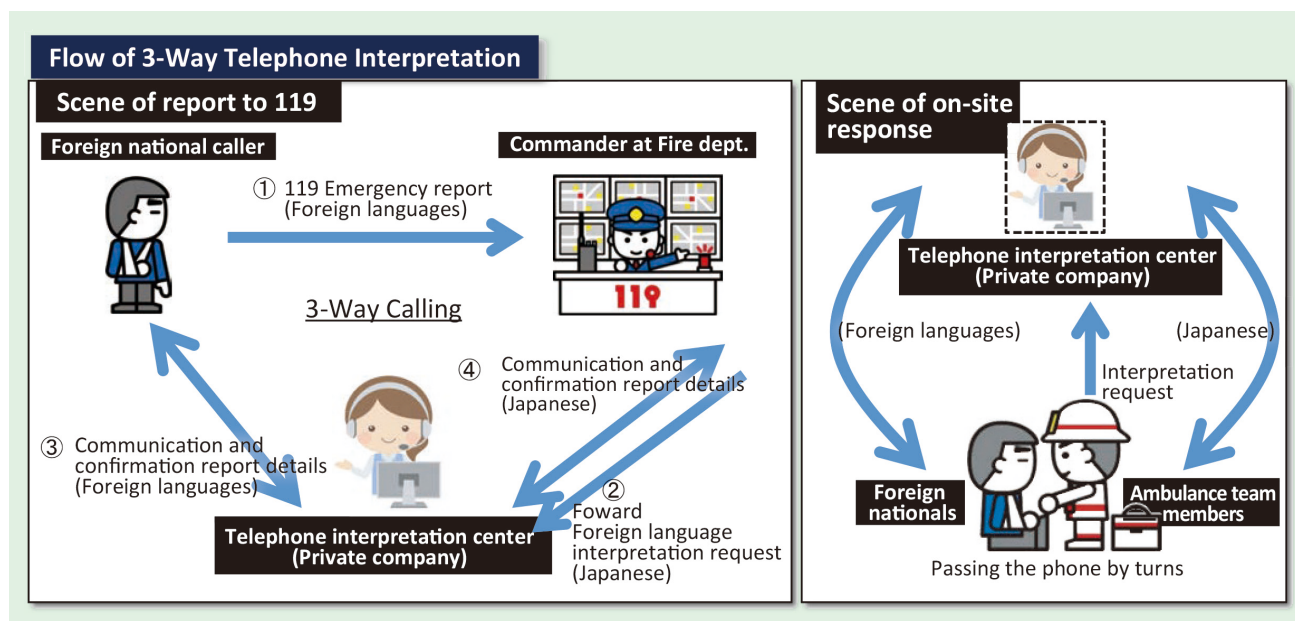 Flow of 3-Way Telephone Interpretation
Scene of report to 119
Foreign national caller
Commander at Fire dept.
① 119 Emergency report
(Foreign languages)
119
3-Way Calling
④ Communication and
confirmation report details
(Japanese)
③ Communication and
confirmation report details
(Foreign languages)
②
Foward
Foreign language
interpretation request
(Japanese)
Telephone interpretation center
(Private company)
Scene of on-site
response
Telephone interpretation center
(Private company)
(Foreign languages)
(Japanese)
Interpretation
request
Foreign
nationals
Ambulance team
members
Passing the phone by turns